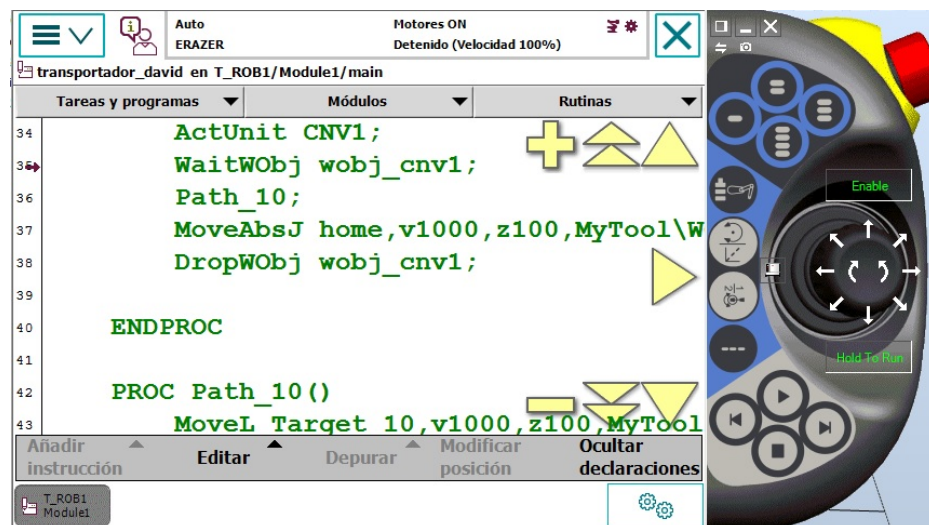 Auto
ERAZER
Motores ON
Detenido (Velocidad 100%)
transportador_david en T_ROB1/Module1/main
Tareas y programas
Módulos
Rutinas
34 ActUnit CNV1;
35 WaitWObj wobj_cnv1;
36 Path_10;
37 MoveAbsJ home,v1000,z100,MyTool\W
38 DropWObj wobj_cnv1;
39
40 ENDPROC
41
42 PROC Path_10()
43 MoveL Target_10,v1000,z100,MyTool
Añadir instrucción
Editar
Depurar
Modificar posición
Ocultar declaraciones
T_ROB1
Module1
Enable
Hold To Run